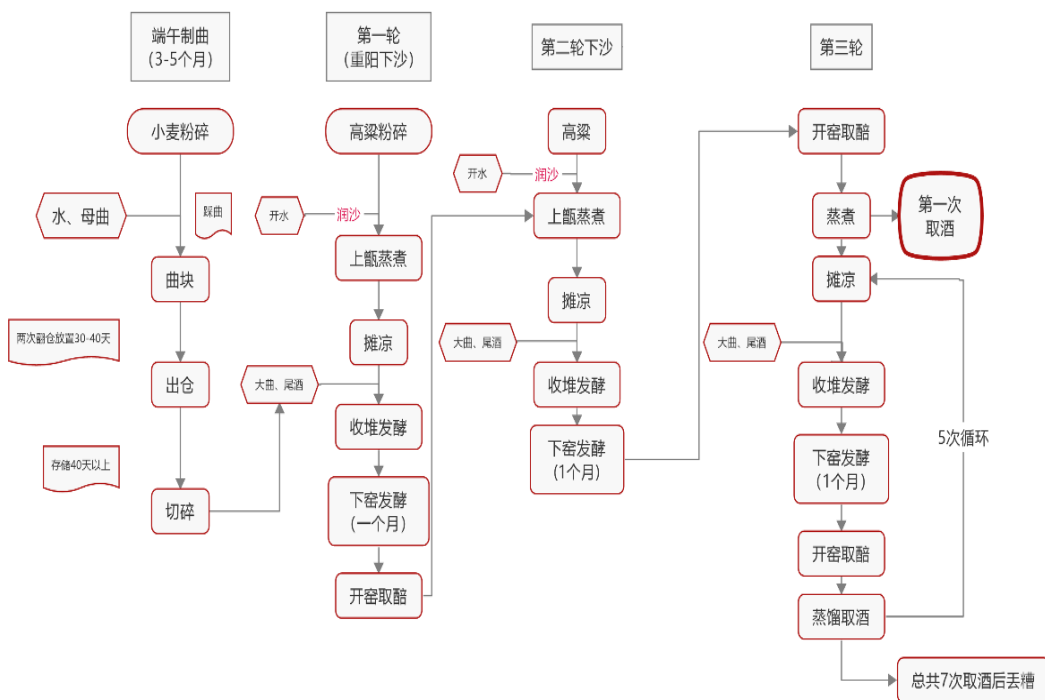 端午制曲
(3-5个月)
小麦粉碎
水、母曲
踩曲
曲块
两次翻仓放置30-40天
出仓
存储40天以上
切碎
第一轮
(重阳下沙)
高粱粉碎
开水
润沙
上甑蒸煮
摊凉
大曲、尾酒
收堆发酵
下窑发酵
(一个月)
开窑取醅
第二轮下沙
高粱
开水
润沙
上甑蒸煮
摊凉
大曲、尾酒
收堆发酵
下窑发酵
(1个月)
第三轮
开窑取醅
蒸煮
第一次
取酒
摊凉
大曲、尾酒
收堆发酵
5次循环
下窑发酵
(1个月)
开窑取醅
蒸馏取酒
总共7次取酒后丢糟